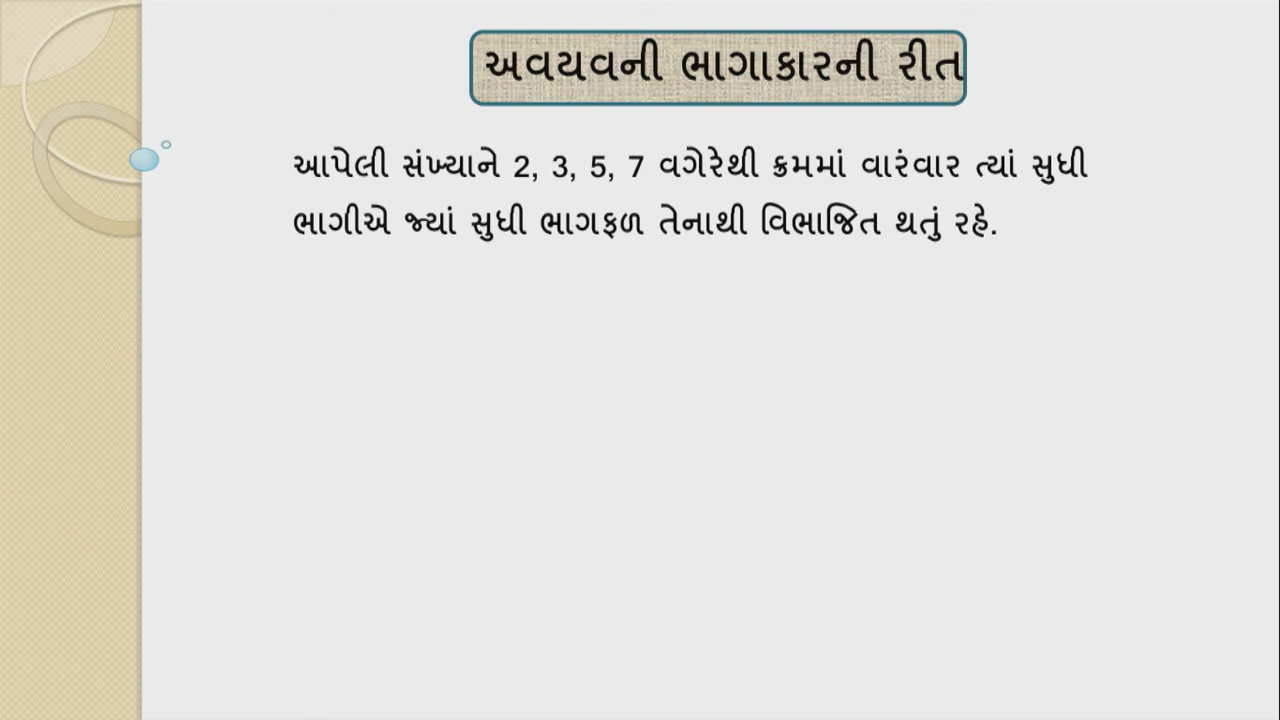 અવયવની ભાગાકારની રીત
આપેલી સંખ્યાને 2, 3, 5, 7 વગેરેથી ક્રમમાં વારંવાર ત્યાં સુધી
ભાગીએ જ્યાં સુધી ભાગફળ તેનાથી વિભાજિત થતું રહે.